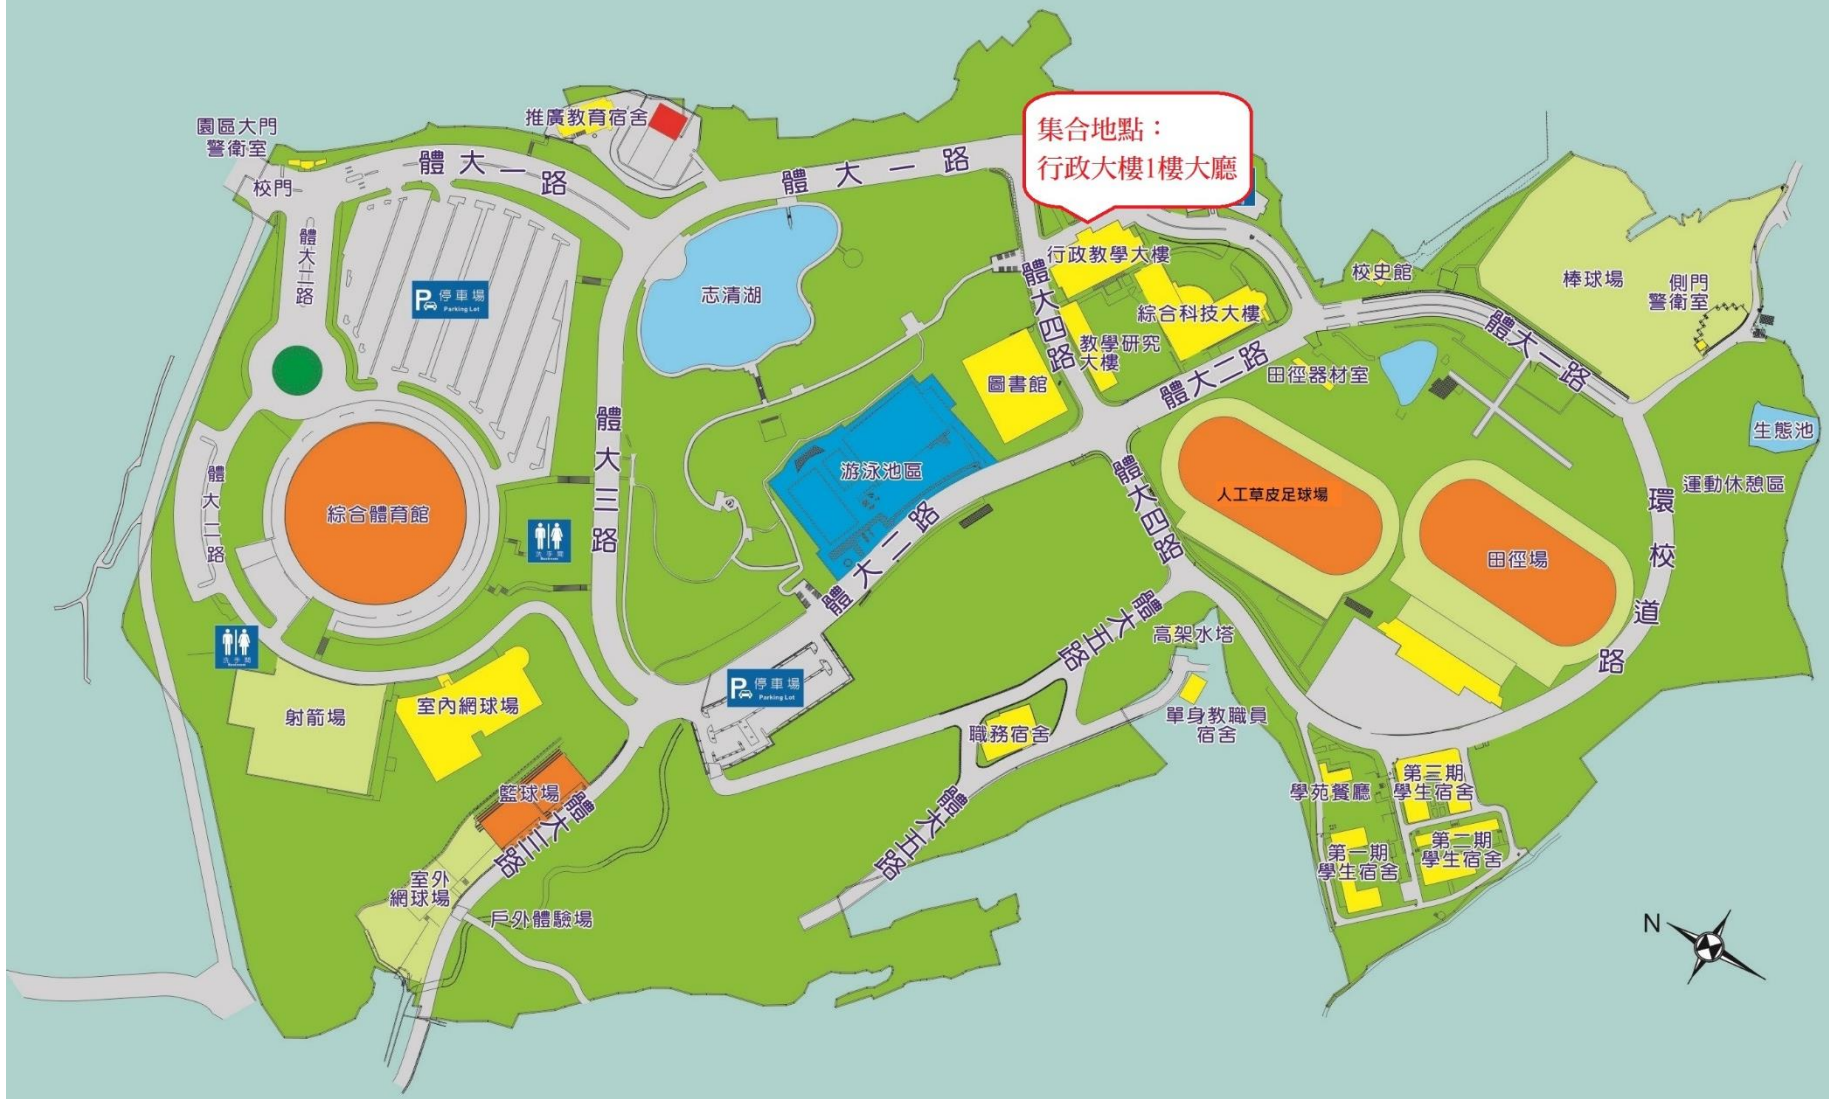 園區大門
警衛室
校門
推廣教育宿舍
體大一路
體大一路
集合地點：
行政大樓1樓大廳
體大二路
P 停車場
Parking Lot
志清湖
行政教學大樓
體大四路
綜合科技大樓
教學研究
大樓
圖書館
校史館
棒球場
側門
警衛室
體大一路
體大二路
田徑器材室
生態池
運動休憩區
體大二路
綜合體育館
洗手間
體大三路
游泳池區
體大二路
體大四路
人工草皮足球場
田徑場
環校道路
洗手間
射箭場
室內網球場
P 停車場
Parking Lot
體大五路
高架水塔
單身教職員
宿舍
職務宿舍
籃球場
體大三路
體大五路
學苑餐廳
第三期
學生宿舍
第一期
學生宿舍
第二期
學生宿舍
室外
網球場
戶外體驗場
N